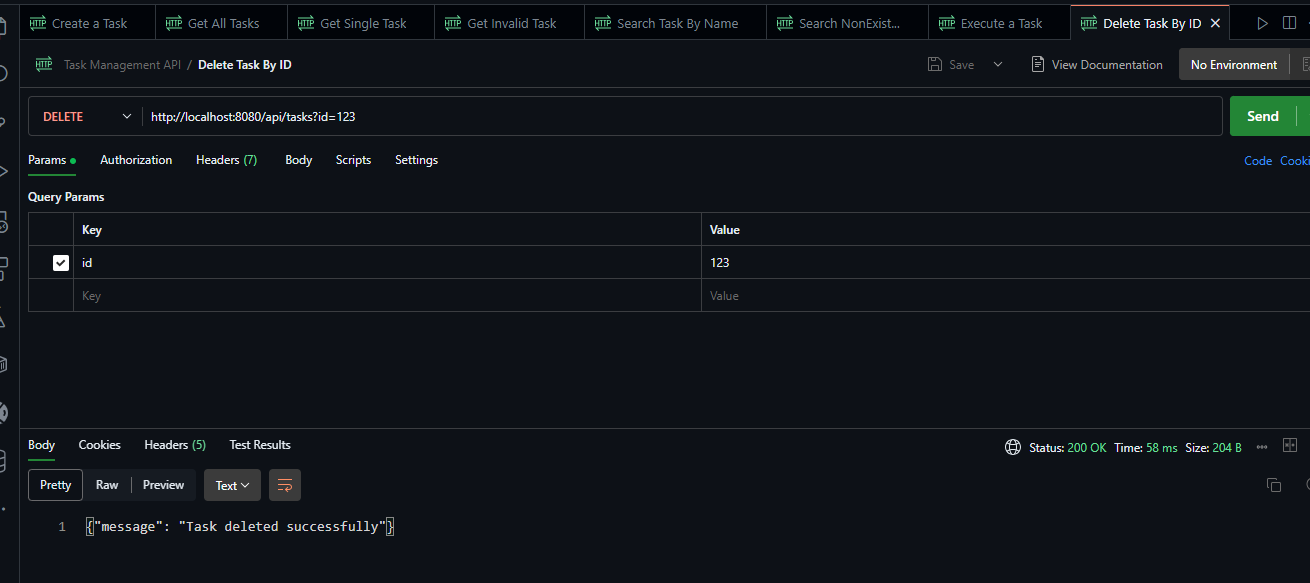 HTTP Create a Task HTTP Get All Tasks HTTP Get Single Task HTTP Get Invalid Task HTTP Search Task By Name HTTP Search NonExist... HTTP Execute a Task HTTP Delete Task By ID
HTTP Task Management API / Delete Task By ID Save View Documentation No Environment
DELETE http://localhost:8080/api/tasks?id=123 Send
Params Authorization Headers (7) Body Scripts Settings Code Cooki
Query Params
Key Value
id 123
Key Value
Body Cookies Headers (5) Test Results Status: 200 OK Time: 58 ms Size: 204 B
Pretty Raw Preview Text
1 {"message": "Task deleted successfully"}